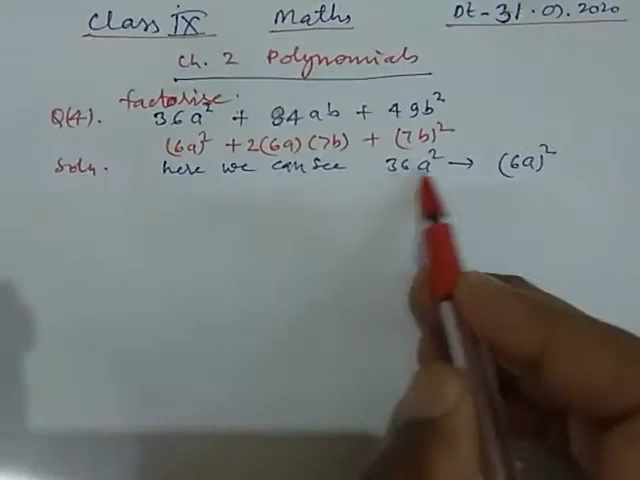 Class IX Maths Dt - 31.07.2020
Ch. 2 Polynomials
factorise.
Q(4). 36a² + 84ab + 49b²
(6a)² + 2(6a)(7b) + (7b)²
Soln. here we can see 36a² → (6a)²